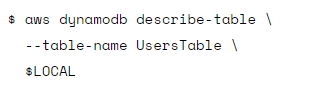 $ aws dynamodb describe-table \
--table-name UsersTable \
$LOCAL